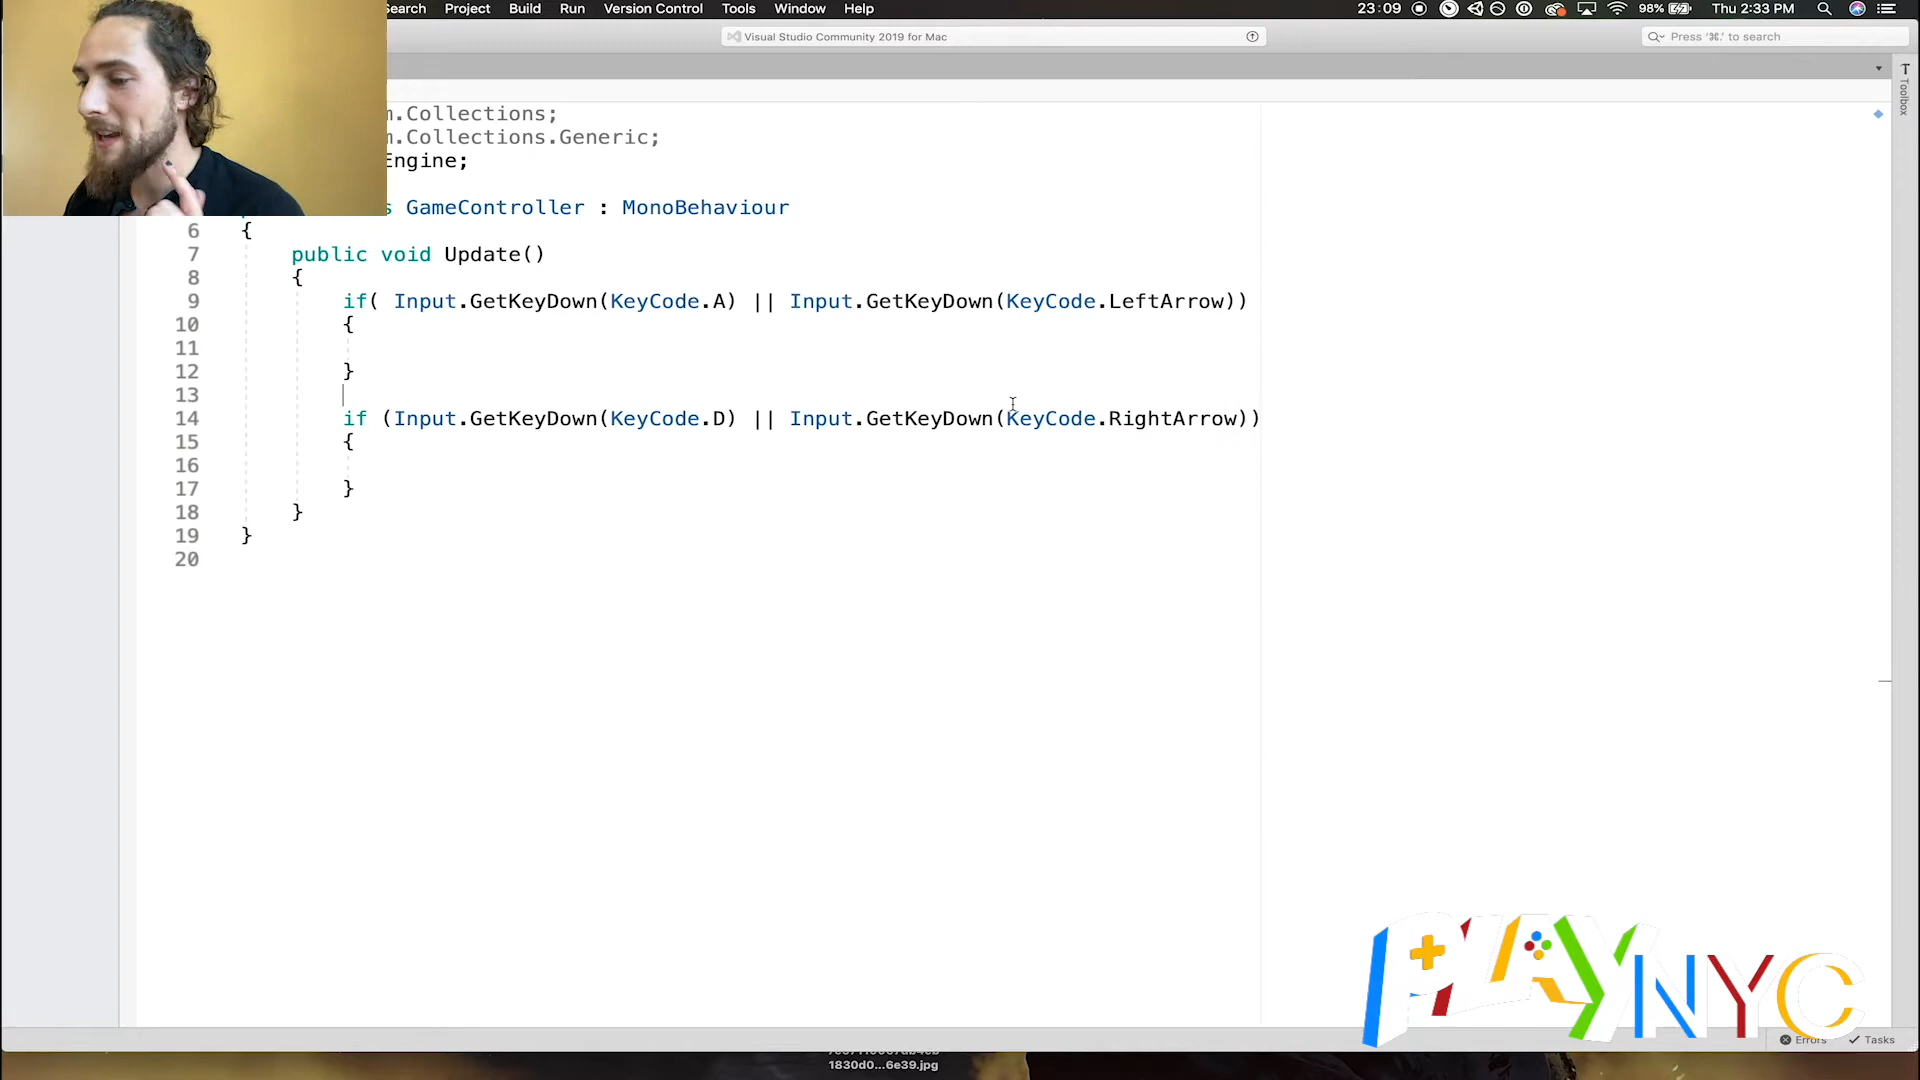 Search Project Build Run Version Control Tools Window Help 23:09 98% Thu 2:33 PM
Visual Studio Community 2019 for Mac
Press '⌘.' to search
Toolbox
m.Collections;
m.Collections.Generic;
Engine;
s GameController : MonoBehaviour
6 {
7 public void Update()
8 {
9 if( Input.GetKeyDown(KeyCode.A) || Input.GetKeyDown(KeyCode.LeftArrow))
10 {
11
12 }
13
14 if (Input.GetKeyDown(KeyCode.D) || Input.GetKeyDown(KeyCode.RightArrow))
15 {
16
17 }
18 }
19 }
20
PLAY NYC
Errors Tasks
1830d0...6e39.jpg